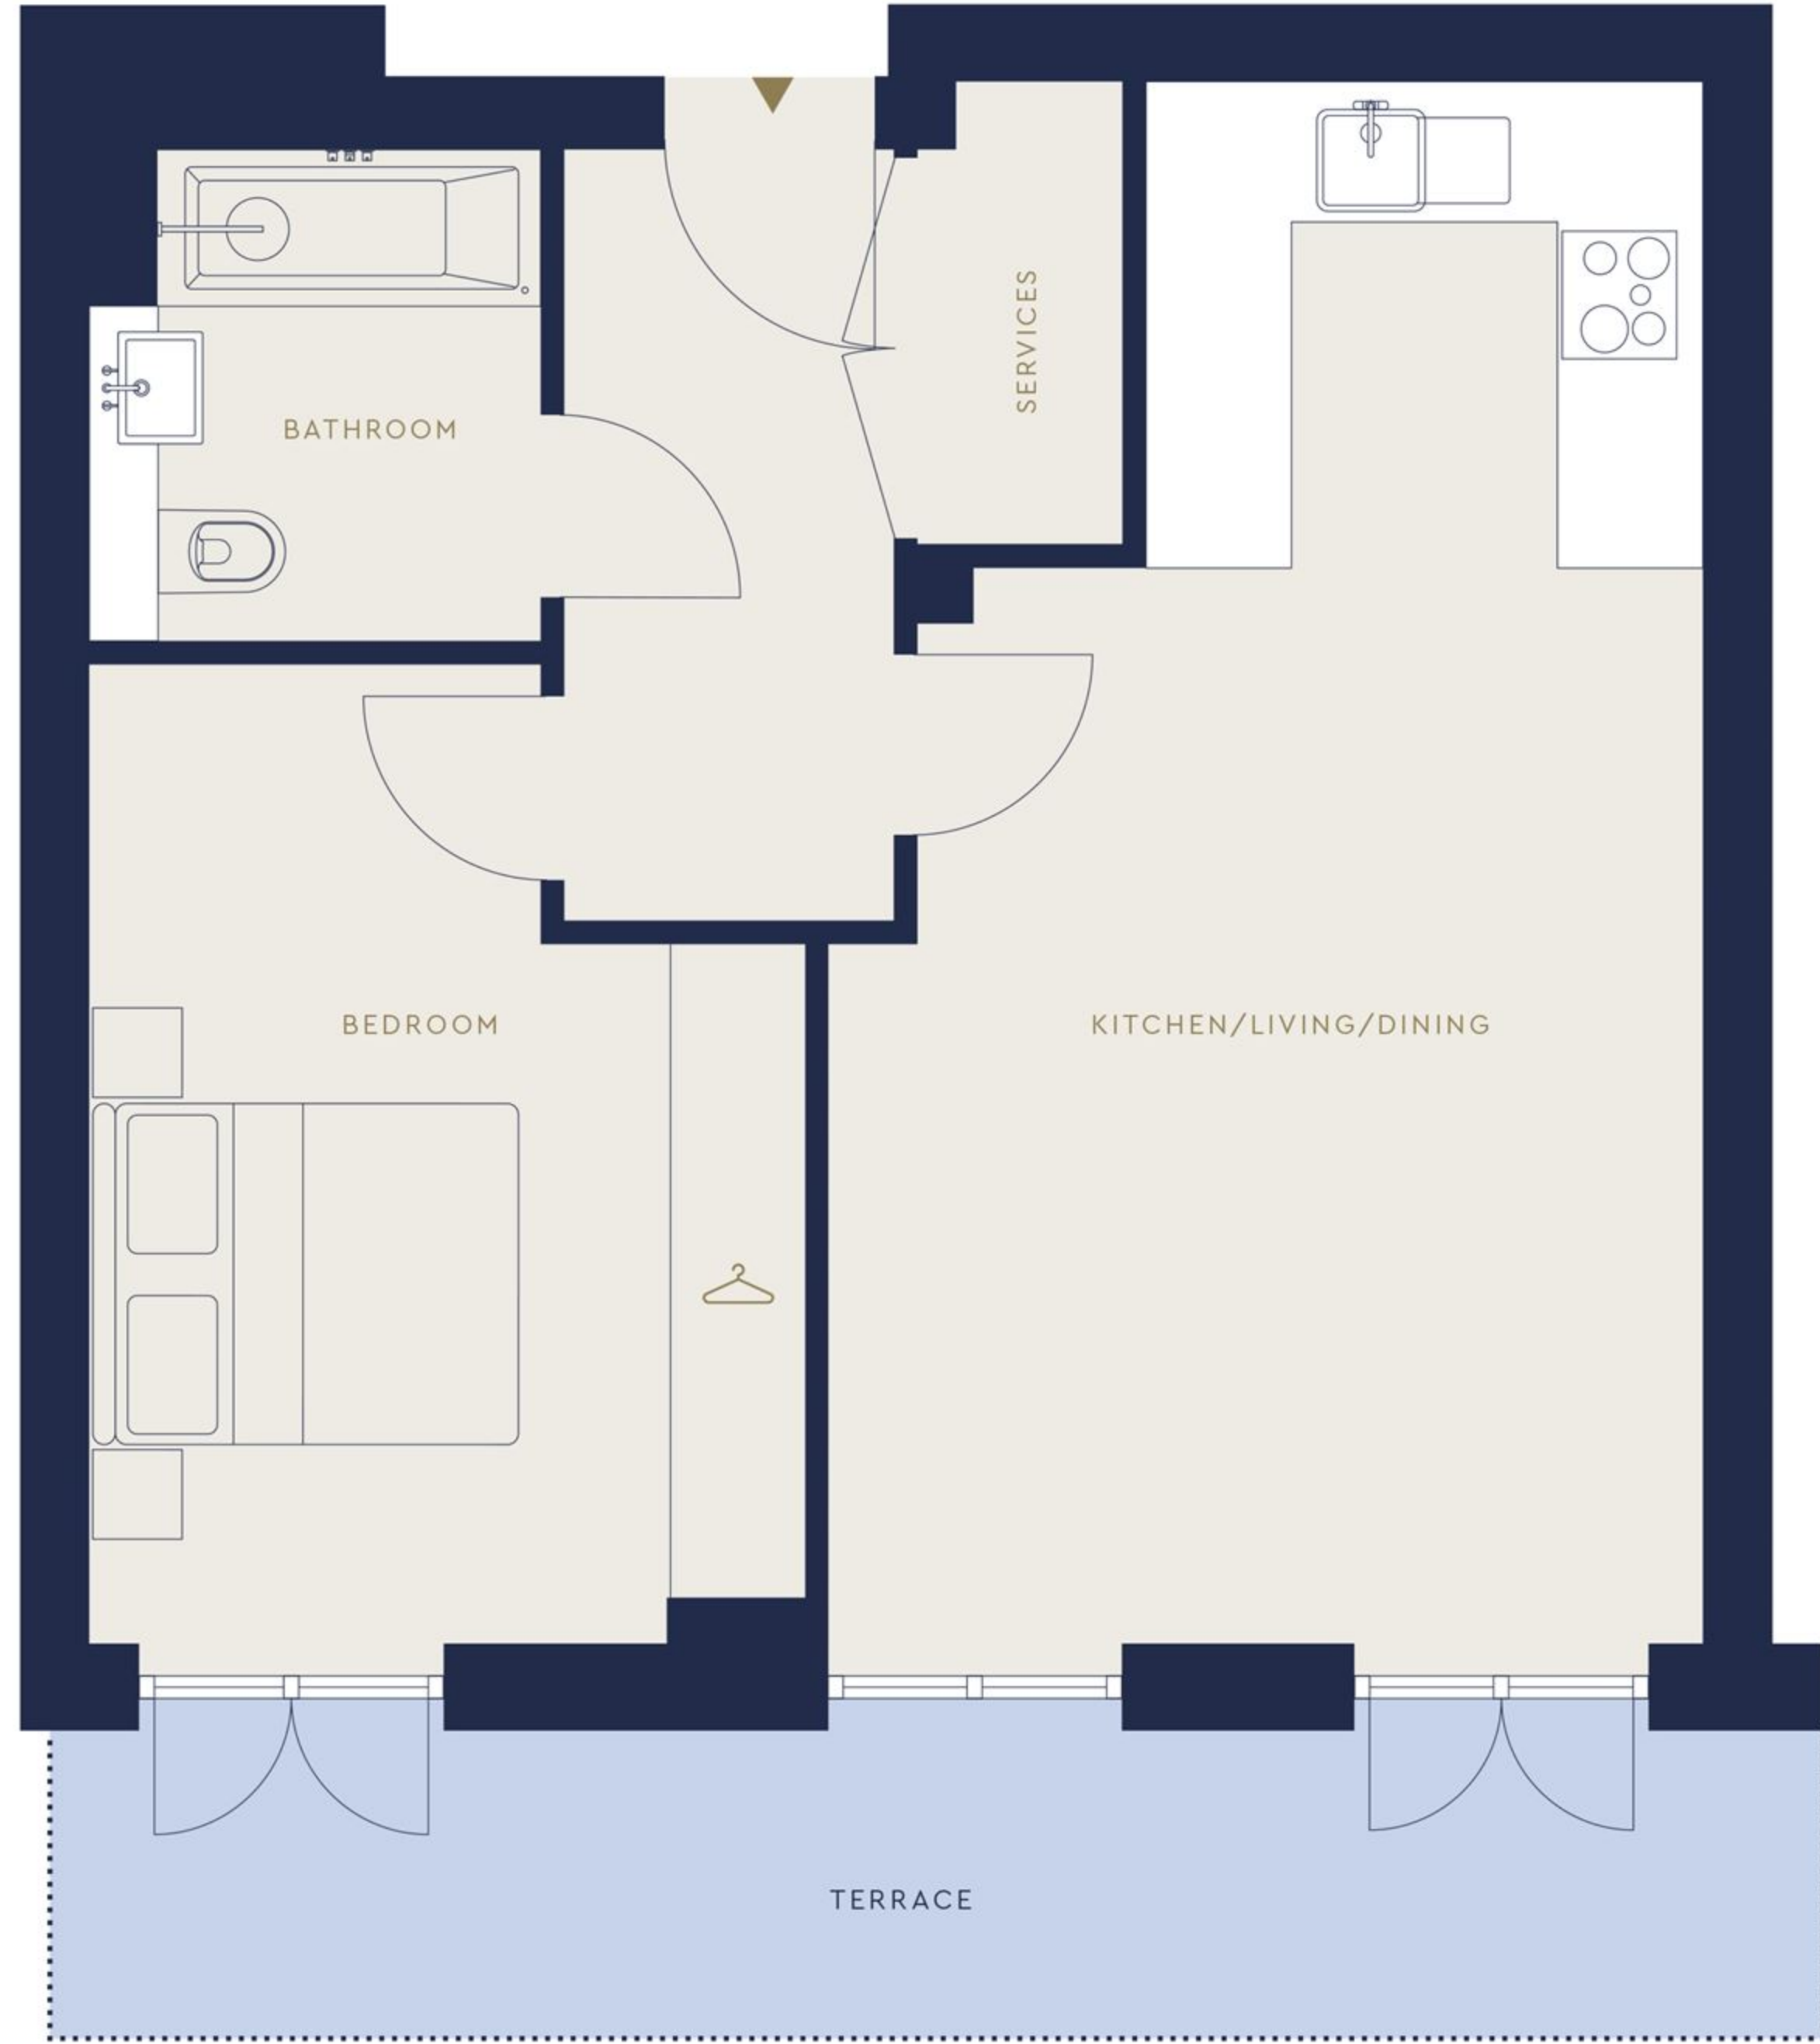 SERVICES
BATHROOM
BEDROOM
KITCHEN/LIVING/DINING
TERRACE